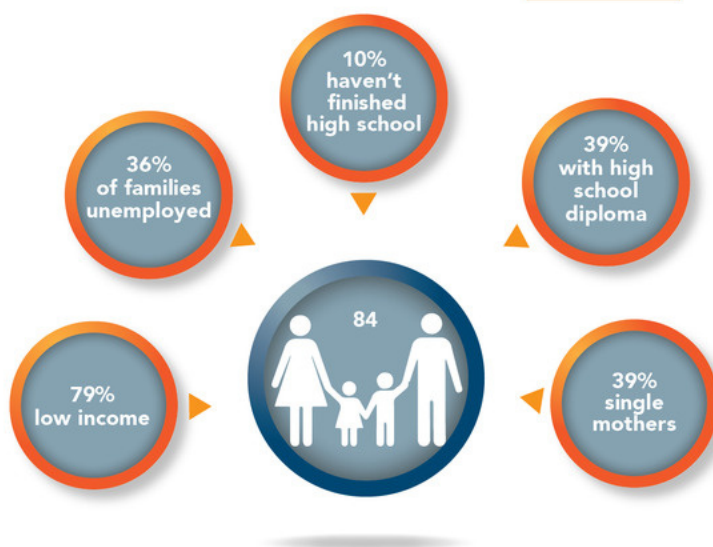 10%
haven't
finished
high school
36%
of families
unemployed
39%
with high
school
diploma
84
79%
low income
39%
single
mothers